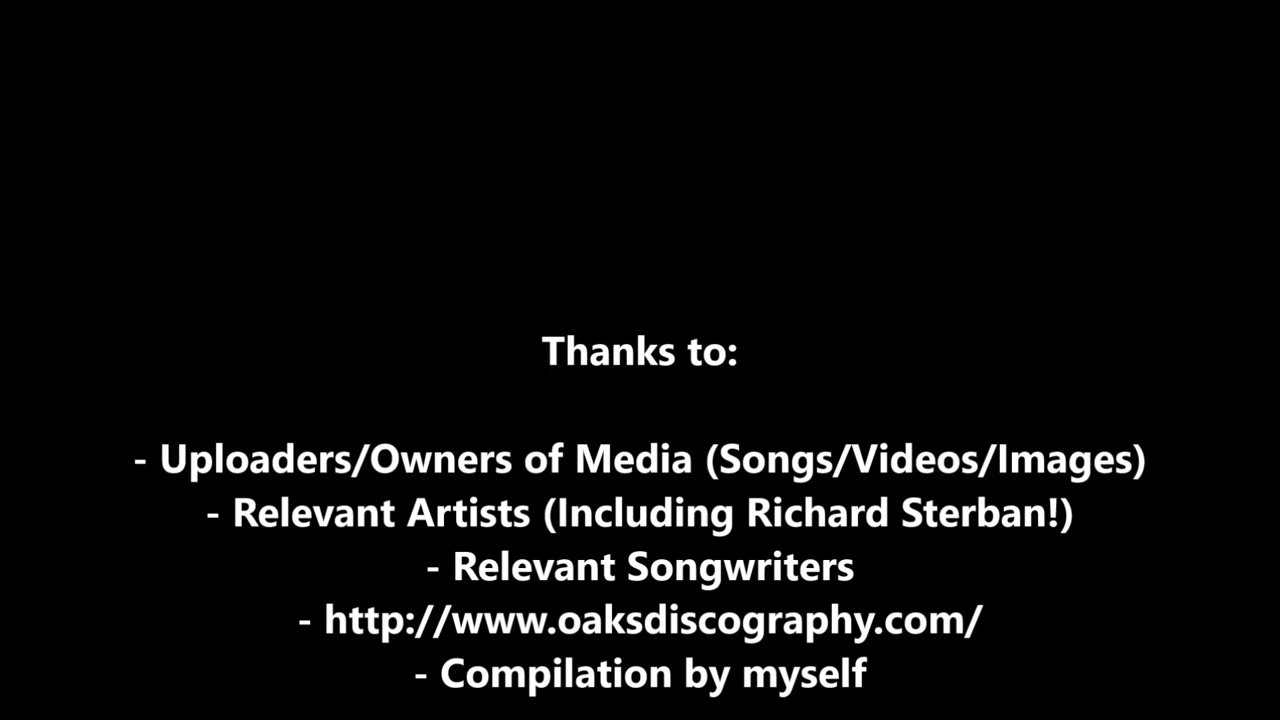 Thanks to:
- Uploaders/Owners of Media (Songs/Videos/Images)
- Relevant Artists (Including Richard Sterban!)
- Relevant Songwriters
- http://www.oaksdiscography.com/
- Compilation by myself